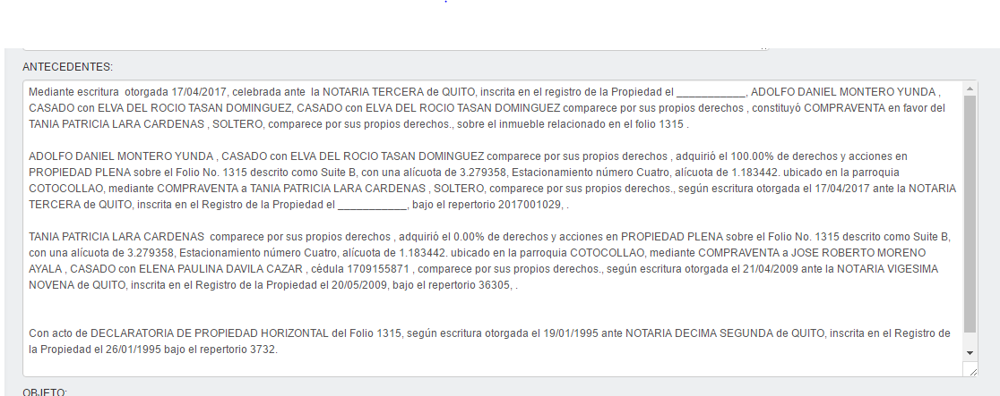 ANTECEDENTES:
Mediante escritura otorgada 17/04/2017, celebrada ante la NOTARIA TERCERA de QUITO, inscrita en el registro de la Propiedad el ____________, ADOLFO DANIEL MONTERO YUNDA ,
CASADO con ELVA DEL ROCIO TASAN DOMINGUEZ, CASADO con ELVA DEL ROCIO TASAN DOMINGUEZ comparece por sus propios derechos , constituyó COMPRAVENTA en favor del
TANIA PATRICIA LARA CARDENAS , SOLTERO, comparece por sus propios derechos., sobre el inmueble relacionado en el folio 1315 .
ADOLFO DANIEL MONTERO YUNDA , CASADO con ELVA DEL ROCIO TASAN DOMINGUEZ comparece por sus propios derechos , adquirió el 100.00% de derechos y acciones en
PROPIEDAD PLENA sobre el Folio No. 1315 descrito como Suite B, con una alícuota de 3.279358, Estacionamiento número Cuatro, alícuota de 1.183442. ubicado en la parroquia
COTOCOLLAO, mediante COMPRAVENTA a TANIA PATRICIA LARA CARDENAS , SOLTERO, comparece por sus propios derechos., según escritura otorgada el 17/04/2017 ante la NOTARIA
TERCERA de QUITO, inscrita en el Registro de la Propiedad el ____________, bajo el repertorio 2017001029, .
TANIA PATRICIA LARA CARDENAS comparece por sus propios derechos , adquirió el 0.00% de derechos y acciones en PROPIEDAD PLENA sobre el Folio No. 1315 descrito como Suite B,
con una alícuota de 3.279358, Estacionamiento número Cuatro, alícuota de 1.183442. ubicado en la parroquia COTOCOLLAO, mediante COMPRAVENTA a JOSE ROBERTO MORENO
AYALA , CASADO con ELENA PAULINA DAVILA CAZAR , cédula 1709155871 , comparece por sus propios derechos., según escritura otorgada el 21/04/2009 ante la NOTARIA VIGESIMA
NOVENA de QUITO, inscrita en el Registro de la Propiedad el 20/05/2009, bajo el repertorio 36305, .
Con acto de DECLARATORIA DE PROPIEDAD HORIZONTAL del Folio 1315, según escritura otorgada el 19/01/1995 ante NOTARIA DECIMA SEGUNDA de QUITO, inscrita en el Registro de
la Propiedad el 26/01/1995 bajo el repertorio 3732.
OBJETO: